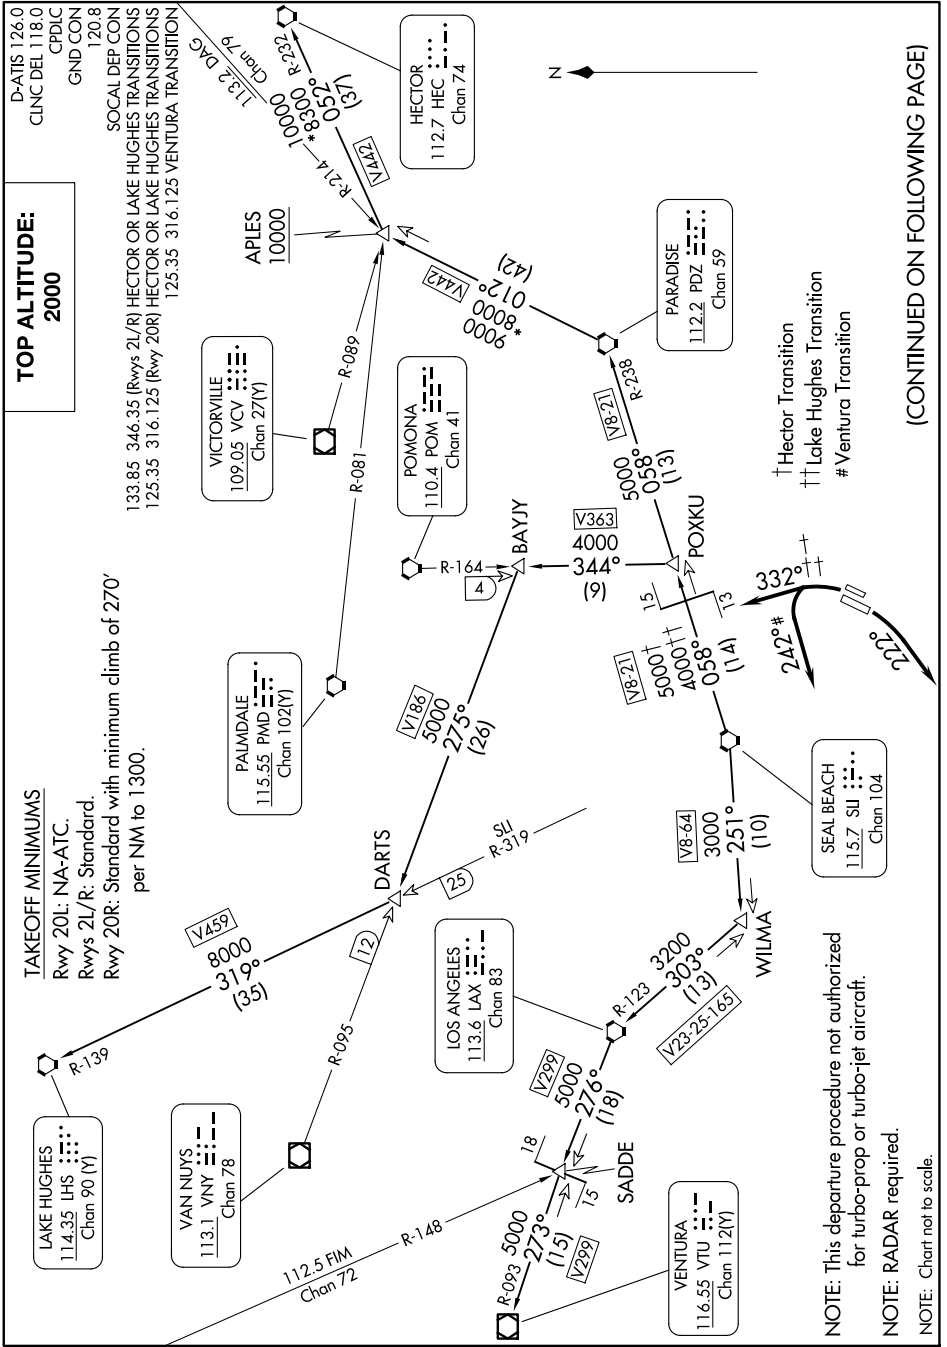 D-ATIS 126.0
CLNC DEL 118.0
CPDLC
GND CON
120.8
SOCAL DEP CON
133.85 346.35 (Rwys 2L/R) HECTOR OR LAKE HUGHES TRANSITIONS
125.35 316.125 (Rwy 20R) HECTOR OR LAKE HUGHES TRANSITIONS
125.35 316.125 VENTURA TRANSITION
TOP ALTITUDE:
2000
TAKEOFF MINIMUMS
Rwy 20L: NA-ATC.
Rwys 2L/R: Standard.
Rwy 20R: Standard with minimum climb of 270'
per NM to 1300.
LAKE HUGHES
114.35 LHS
Chan 90 (Y)
R-139
V459
8000
319°
(35)
VAN NUYS
113.1 VNY
Chan 78
R-095
12
DARTS
25
SLI
R-319
PALMDALE
115.55 PMD
Chan 102(Y)
R-081
VICTORVILLE
109.05 VCV
Chan 27(Y)
R-089
POMONA
110.4 POM
Chan 41
R-164
4
BAYJY
V186
5000
275°
(26)
APLES
10000
113.2 DAG
Chan 79
R-214
10000
*8300
052°
(37)
R-232
V442
HECTOR
112.7 HEC
Chan 74
N
V442
9000
*8000
012°
(42)
PARADISE
112.2 PDZ
Chan 59
R-238
V8-21
5000
058°
(13)
POXKU
V363
4000
344°
(9)
15
13
V8-21
5000†
4000††
058°
(14)
332°
†
††
242°#
222°
SEAL BEACH
115.7 SLI
Chan 104
V8-64
3000
251°
(10)
WILMA
3200
303°
(13)
V23-25-165
R-123
LOS ANGELES
113.6 LAX
Chan 83
V299
5000
276°
(18)
18
15
SADDE
112.5 FIM
Chan 72
R-148
R-093
5000
273°
(15)
V299
VENTURA
116.55 VTU
Chan 112(Y)
† Hector Transition
†† Lake Hughes Transition
# Ventura Transition
NOTE: This departure procedure not authorized
for turbo-prop or turbo-jet aircraft.
NOTE: RADAR required.
NOTE: Chart not to scale.
(CONTINUED ON FOLLOWING PAGE)